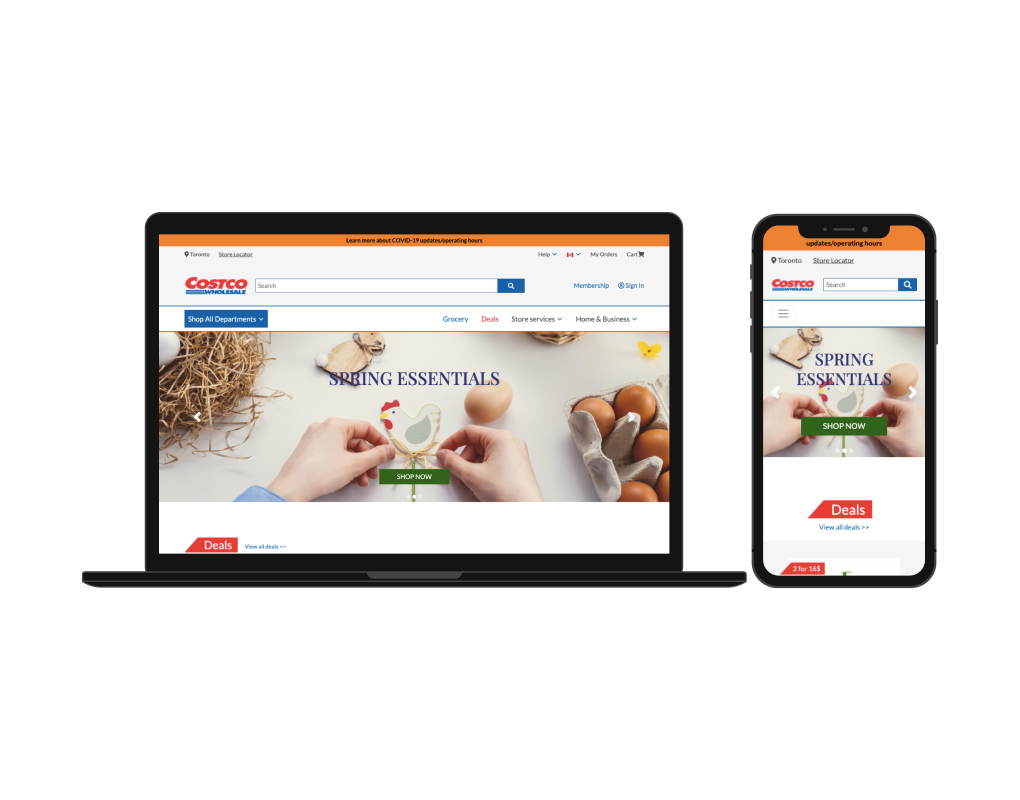 Learn more about COVID-19 updates/operating hours
Toronto Store Locator Help My Orders Cart
COSTCO
WHOLESALE
Search
Membership Sign In
Shop All Departments Grocery Deals Store services Home & Business
SPRING ESSENTIALS
SHOP NOW
Deals View all deals >>
updates/operating hours
Toronto Store Locator
COSTCO
WHOLESALE
Search
SPRING
ESSENTIALS
SHOP NOW
Deals
View all deals >>
2 for 16$